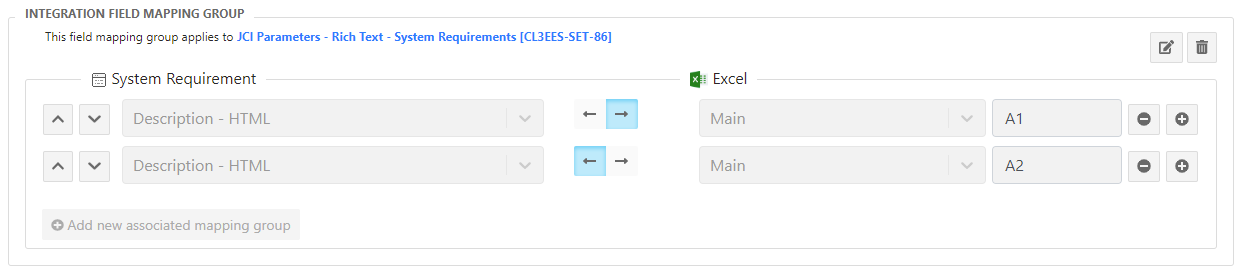 INTEGRATION FIELD MAPPING GROUP
This field mapping group applies to JCI Parameters - Rich Text - System Requirements [CL3EES-SET-86]
System Requirement
Excel
Description - HTML
Main
A1
Description - HTML
Main
A2
Add new associated mapping group